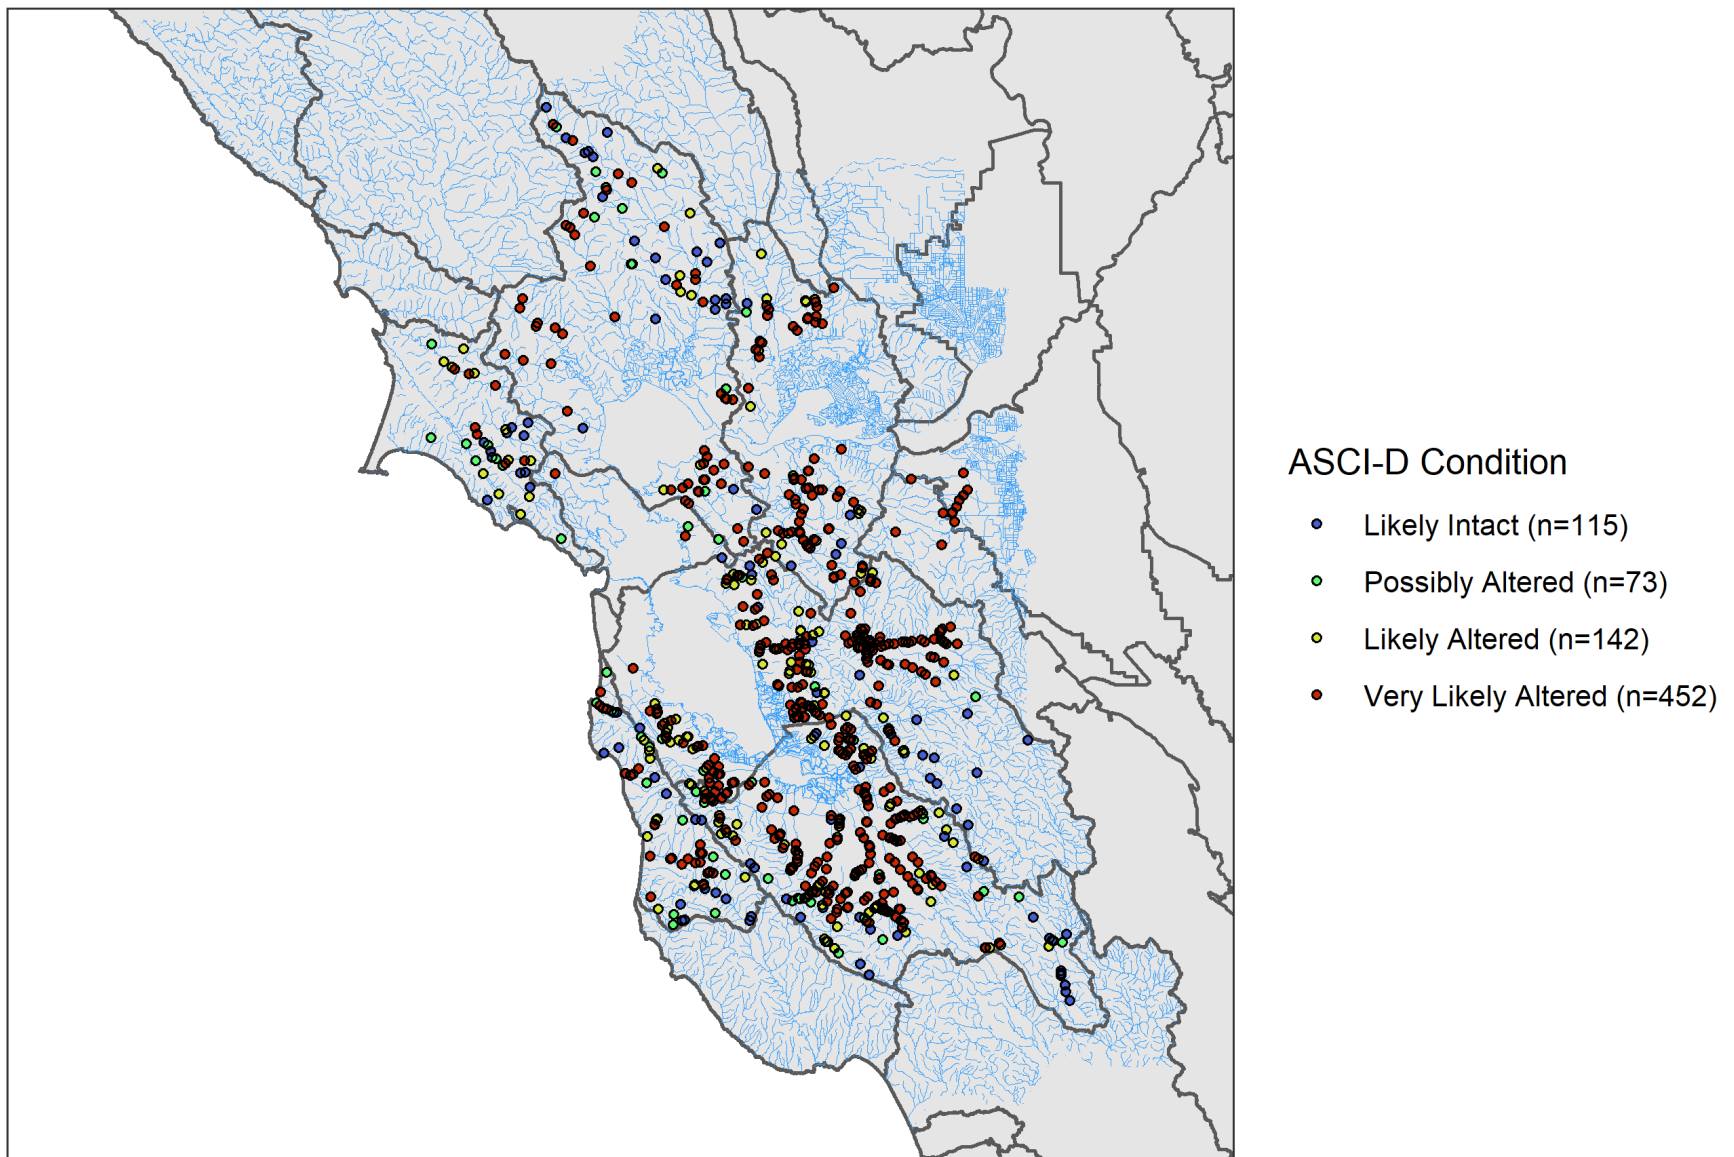 ASCI-D Condition
Likely Intact (n=115)
Possibly Altered (n=73)
Likely Altered (n=142)
Very Likely Altered (n=452)